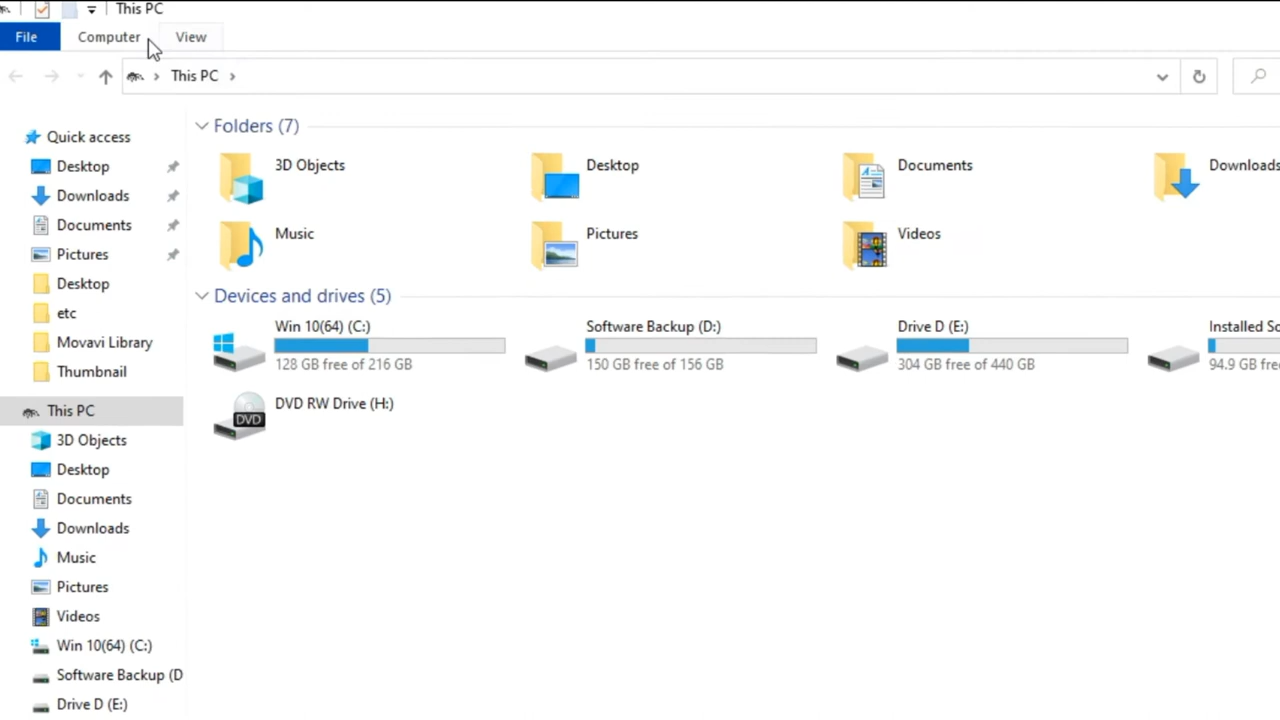 This PC
File
Computer
View
This PC
Quick access
Desktop
Downloads
Documents
Pictures
Desktop
etc
Movavi Library
Thumbnail
This PC
3D Objects
Desktop
Documents
Downloads
Music
Pictures
Videos
Win 10(64) (C:)
Software Backup (D
Drive D (E:)
Folders (7)
3D Objects
Desktop
Documents
Downloads
Music
Pictures
Videos
Devices and drives (5)
Win 10(64) (C:)
128 GB free of 216 GB
Software Backup (D:)
150 GB free of 156 GB
Drive D (E:)
304 GB free of 440 GB
Installed
94.9 GB
DVD RW Drive (H:)
DVD